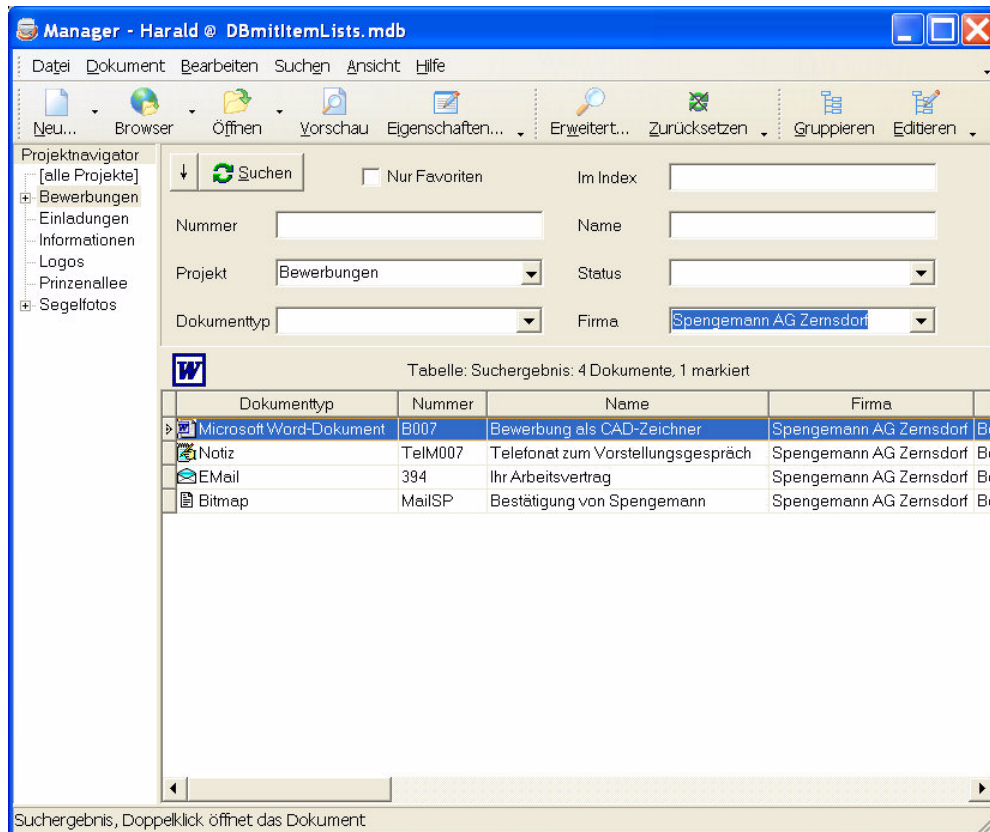 Manager - Harald @ DBmitItemLists.mdb
Datei Dokument Bearbeiten Suchen Ansicht Hilfe
Neu... Browser Öffnen Vorschau Eigenschaften... Erweitert... Zurücksetzen Gruppieren Editieren
Projektnavigator
[alle Projekte]
Bewerbungen
Einladungen
Informationen
Logos
Prinzenallee
Segelfotos
Suchen Nur Favoriten Im Index
Nummer Name
Projekt Bewerbungen Status
Dokumenttyp Firma Spengemann AG Zernsdorf
W Tabelle: Suchergebnis: 4 Dokumente, 1 markiert
Dokumenttyp Nummer Name Firma
Microsoft Word-Dokument B007 Bewerbung als CAD-Zeichner Spengemann AG Zernsdorf Be
Notiz TelM007 Telefonat zum Vorstellungsgespräch Spengemann AG Zernsdorf Be
EMail 394 Ihr Arbeitsvertrag Spengemann AG Zernsdorf Be
Bitmap MailSP Bestätigung von Spengemann Spengemann AG Zernsdorf Be
Suchergebnis, Doppelklick öffnet das Dokument